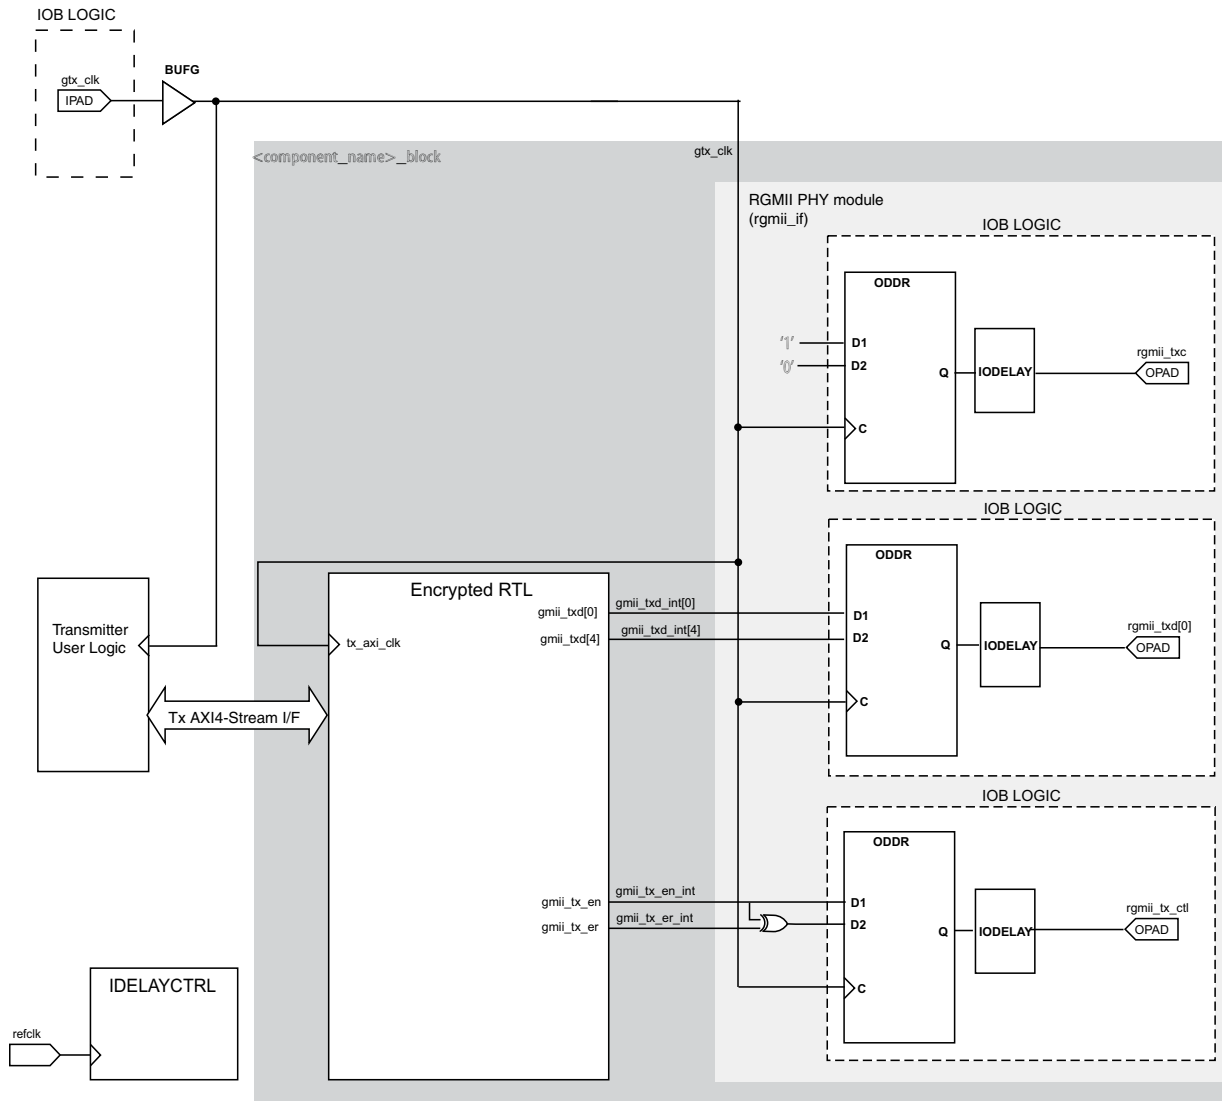 IOB LOGIC
gtx_clk
IPAD
BUFG
<component_name>_block
gtx_clk
RGMII PHY module
(rgmii_if)
IOB LOGIC
ODDR
'1'
D1
'0'
D2
Q
IODELAY
rgmii_txc
OPAD
C
IOB LOGIC
ODDR
Encrypted RTL
gmii_txd[0]
gmii_txd_int[0]
D1
gmii_txd[4]
gmii_txd_int[4]
D2
Q
IODELAY
rgmii_txd[0]
OPAD
C
Transmitter
User Logic
tx_axi_clk
Tx AXI4-Stream I/F
IOB LOGIC
ODDR
gmii_tx_en
gmii_tx_en_int
D1
gmii_tx_er
gmii_tx_er_int
D2
Q
IODELAY
rgmii_tx_ctl
OPAD
C
IDELAYCTRL
refclk